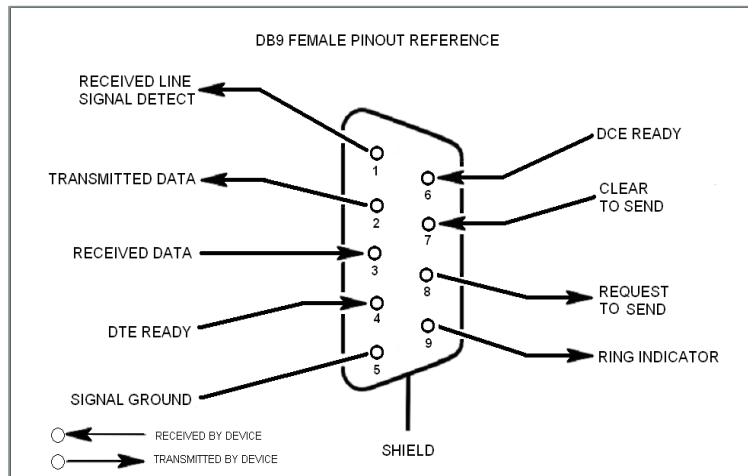 DB9 FEMALE PINOUT REFERENCE
RECEIVED LINE
SIGNAL DETECT
TRANSMITTED DATA
RECEIVED DATA
DTE READY
SIGNAL GROUND
1
2
3
4
5
6
7
8
9
DCE READY
CLEAR
TO SEND
REQUEST
TO SEND
RING INDICATOR
SHIELD
RECEIVED BY DEVICE
TRANSMITTED BY DEVICE